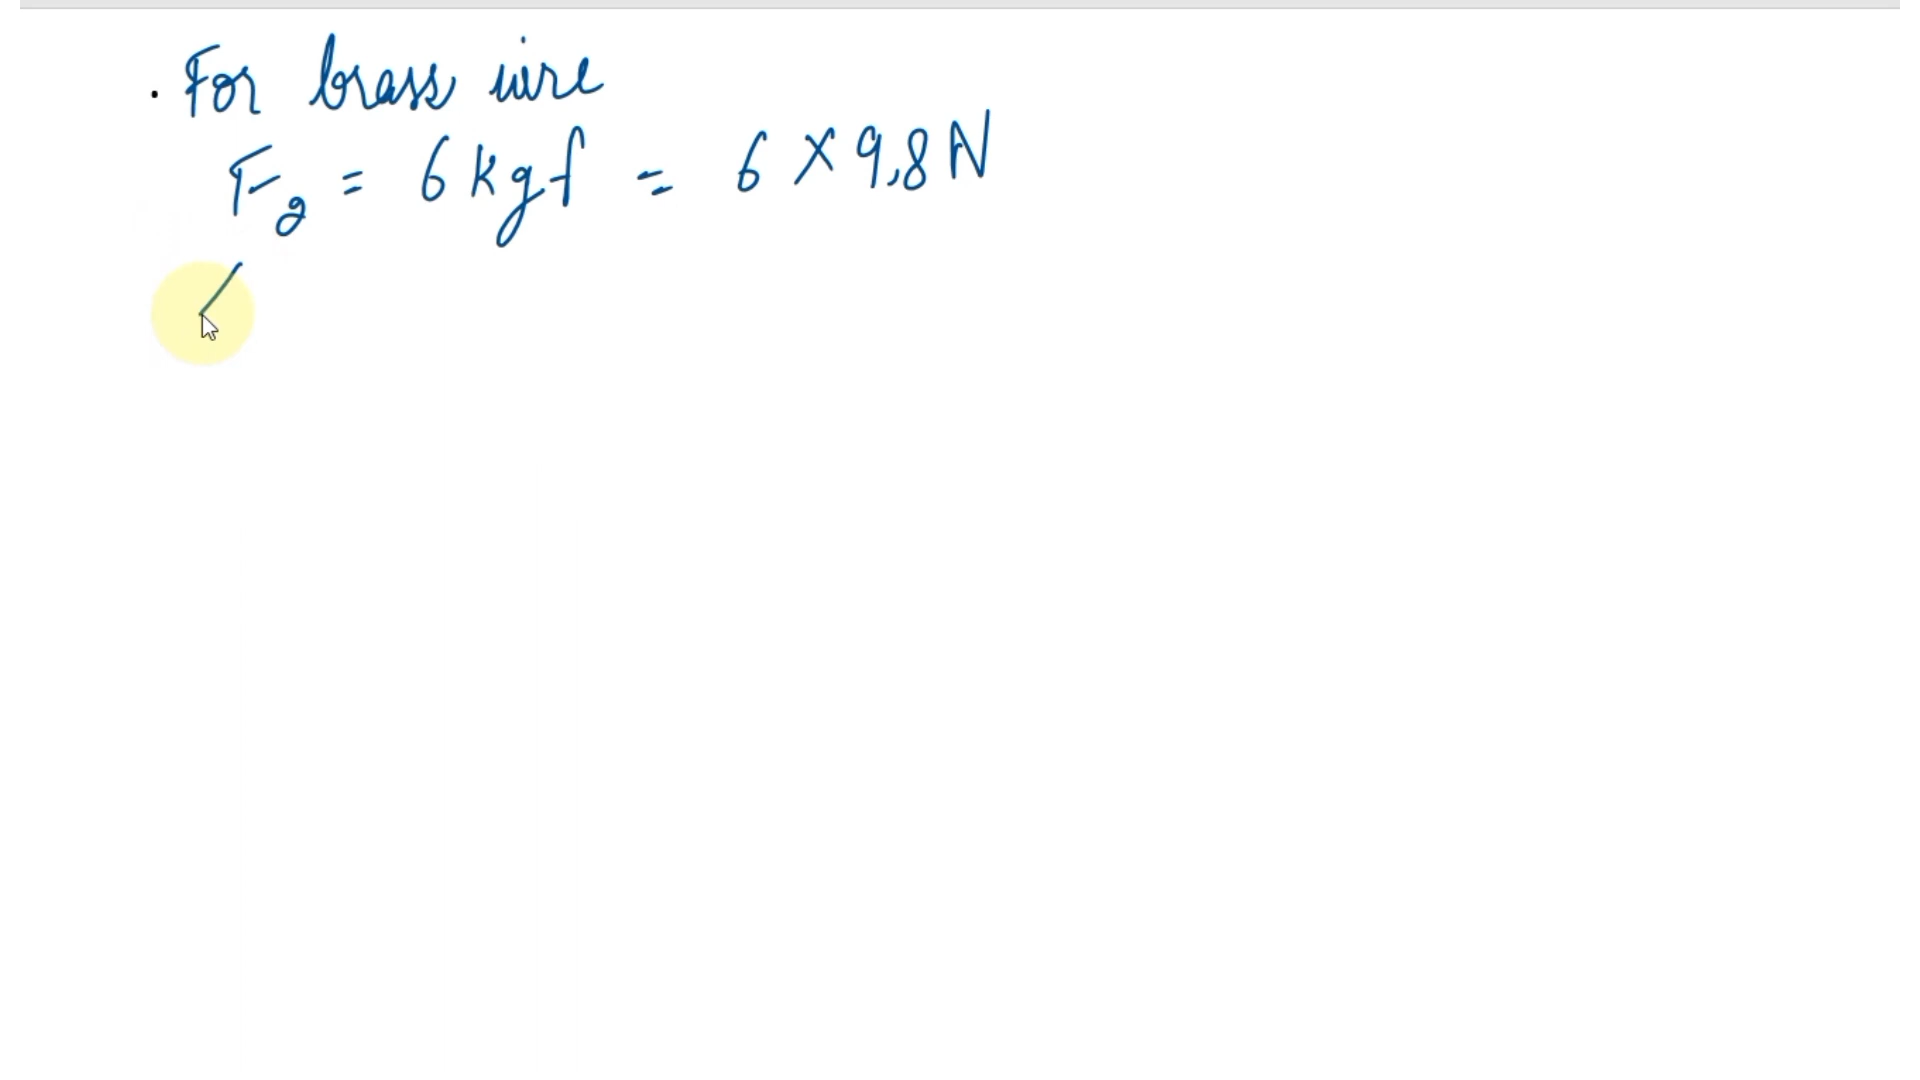 . For brass wire
F₂ = 6 kgf = 6 × 9.8 N